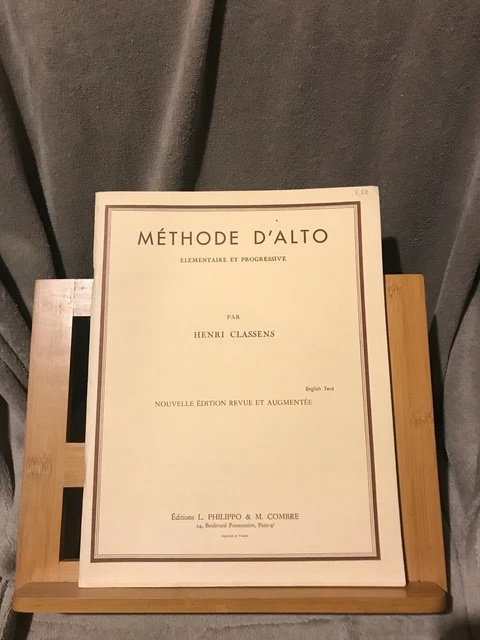 MÉTHODE D'ALTO
ELEMENTAIRE ET PROGRESSIVE
PAR
HENRI CLASSENS
English Text
NOUVELLE ÉDITION REVUE ET AUGMENTÉE
Éditions L. PHILIPPO & M. COMBRE
24, Boulevard Poissonnière, Paris-9ᵉ